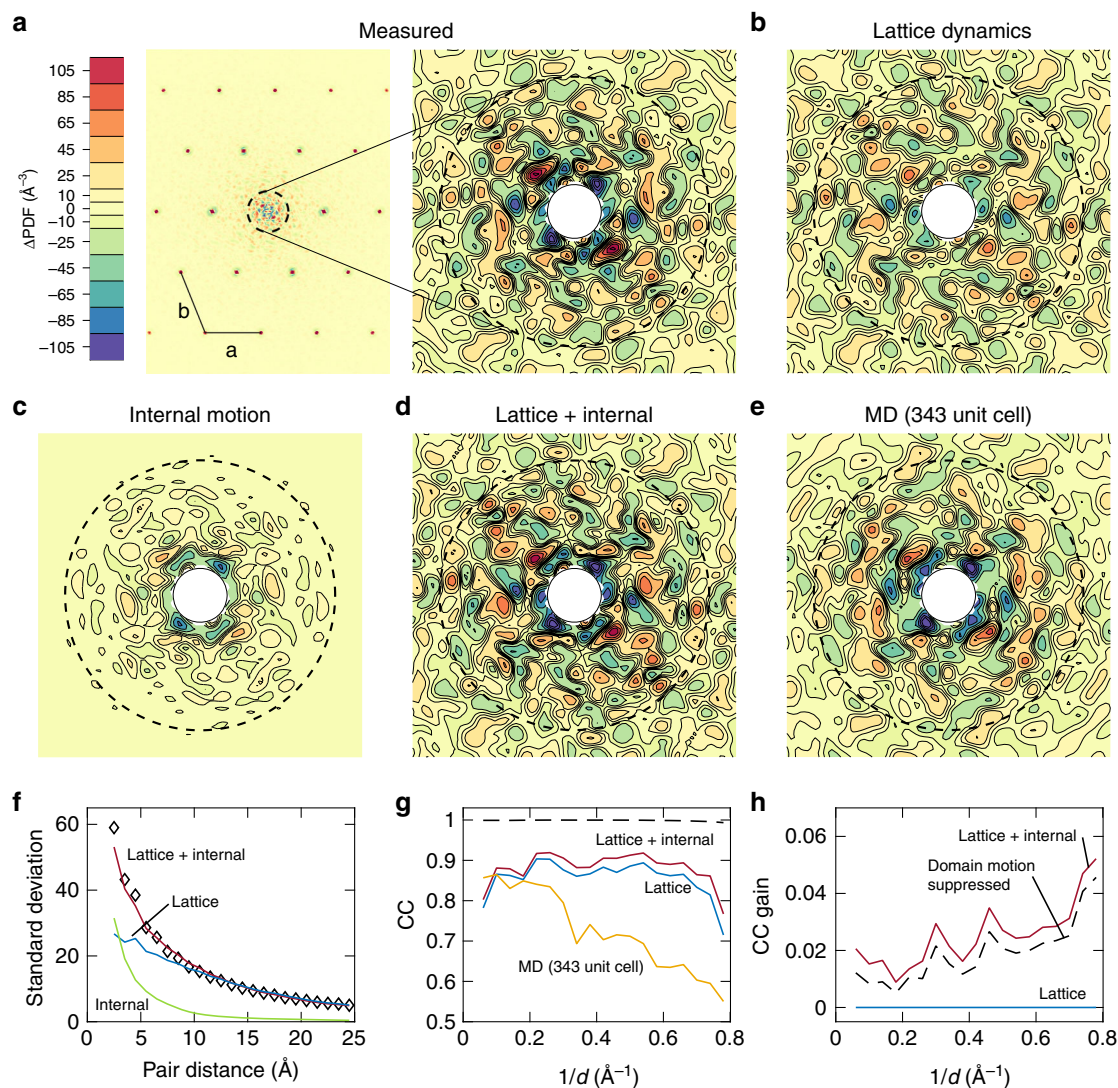 a
Measured
b
Lattice dynamics
105
85
65
45
25
10
0
−10
−25
−45
−65
−85
−105
ΔPDF (Å⁻³)
b
a
c
Internal motion
d
Lattice + internal
e
MD (343 unit cell)
f
60
40
20
0
Standard deviation
Lattice + internal
Lattice
Internal
0
5
10
15
20
25
Pair distance (Å)
g
1
0.9
0.8
0.7
0.6
0.5
CC
Lattice + internal
Lattice
MD (343 unit cell)
0
0.2
0.4
0.6
0.8
1/d (Å⁻¹)
h
0.06
0.04
0.02
0
CC gain
Lattice + internal
Domain motion
suppressed
Lattice
0
0.2
0.4
0.6
0.8
1/d (Å⁻¹)